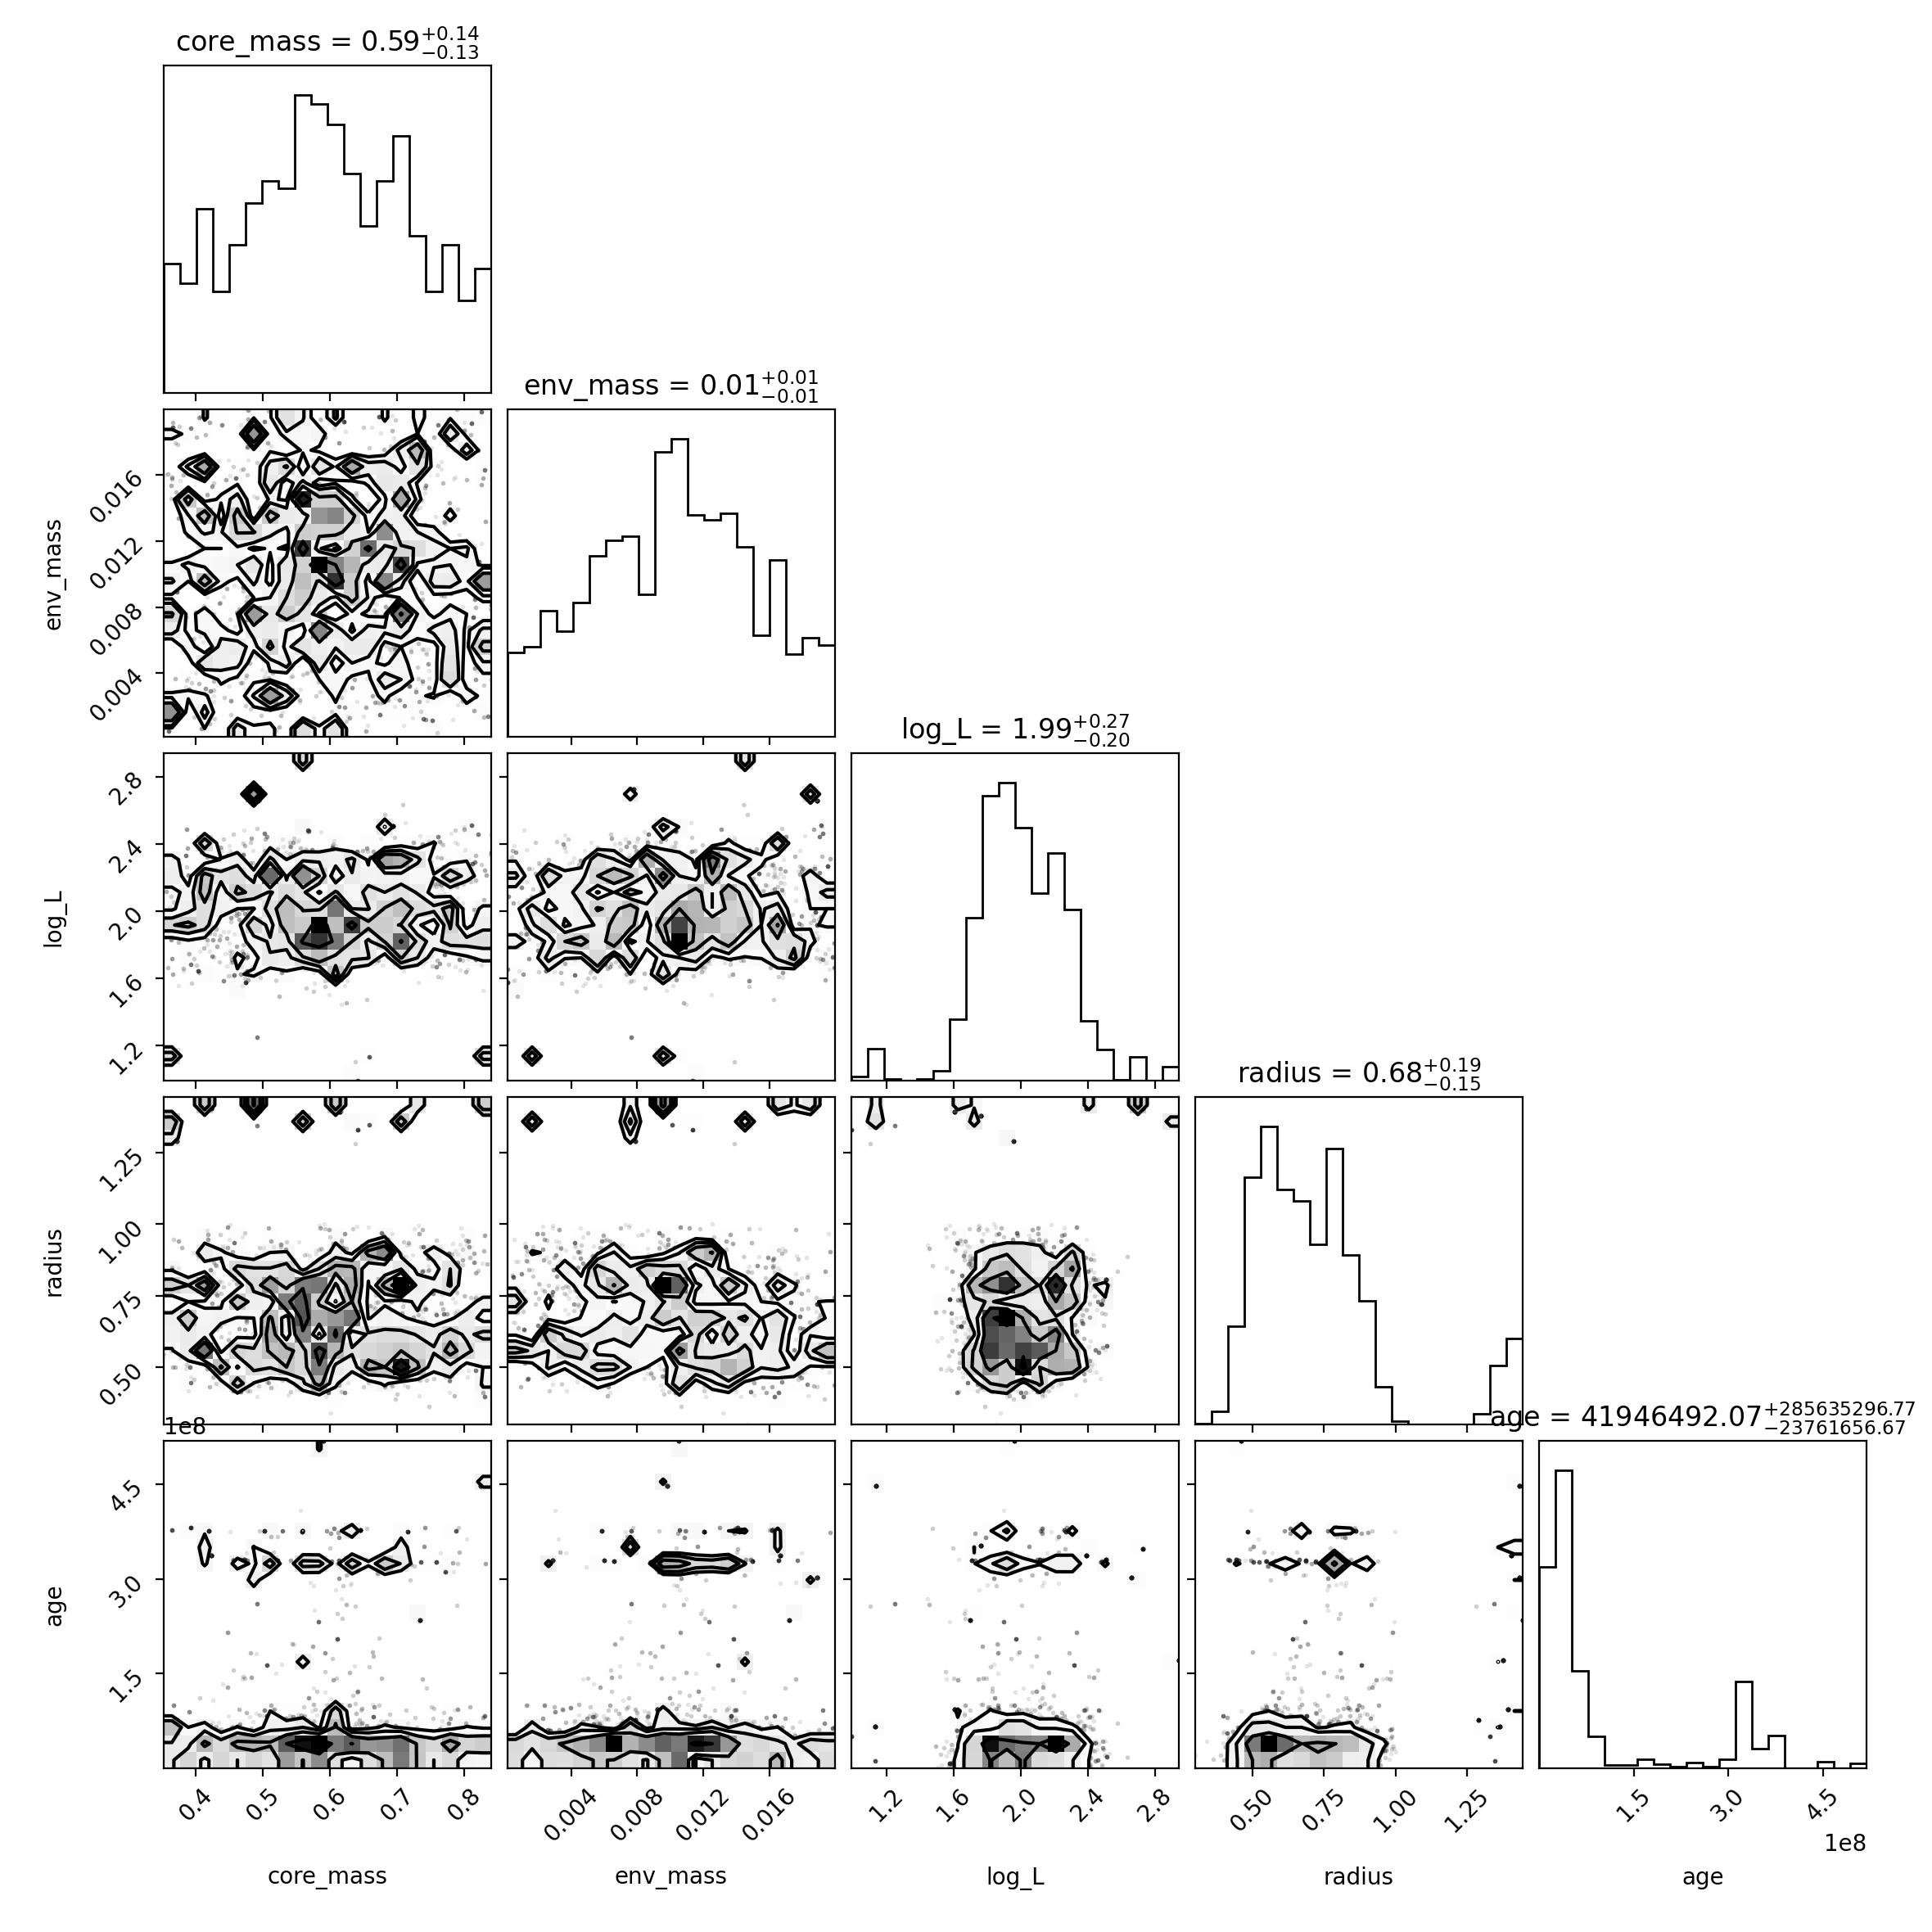 core_mass = 0.59+0.14−0.13
env_mass = 0.01+0.01−0.01
0.016
0.012
0.008
0.004
env_mass
log_L = 1.99+0.27−0.20
2.8
2.4
2.0
1.6
1.2
log_L
radius = 0.68+0.19−0.15
1.25
1.00
0.75
0.50
radius
1e8
age = 41946492.07+285635296.77−23761656.67
4.5
3.0
1.5
age
0.4 0.5 0.6 0.7 0.8
0.004 0.008 0.012 0.016
1.2 1.6 2.0 2.4 2.8
0.50 0.75 1.00 1.25
1.5 3.0 4.5
1e8
core_mass env_mass log_L radius age